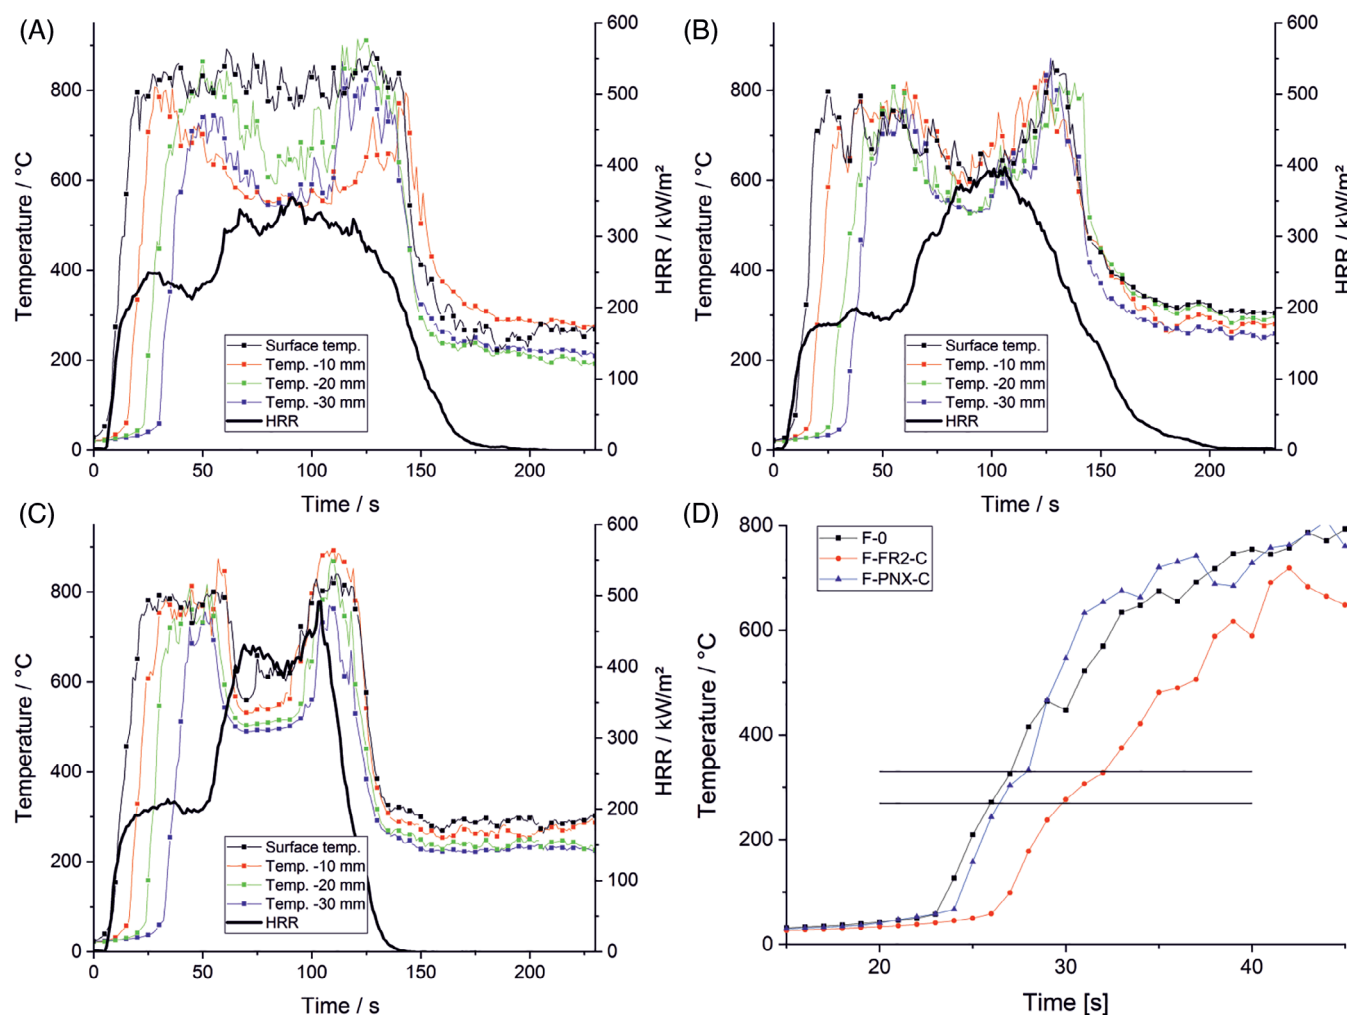 (A)
Temperature / °C
800
600
400
200
0
600
500
400
300
200
100
0
HRR / kW/m²
Surface temp.
Temp. -10 mm
Temp. -20 mm
Temp. -30 mm
HRR
0 50 100 150 200
Time / s
(B)
Temperature / °C
800
600
400
200
0
600
500
400
300
200
100
0
HRR / kW/m²
Surface temp.
Temp. -10 mm
Temp. -20 mm
Temp. -30 mm
HRR
0 50 100 150 200
Time / s
(C)
Temperature / °C
800
600
400
200
0
600
500
400
300
200
100
0
HRR / kW/m²
Surface temp.
Temp. -10 mm
Temp. -20 mm
Temp. -30 mm
HRR
0 50 100 150 200
Time / s
(D)
Temperature / °C
800
600
400
200
0
F-0
F-FR2-C
F-PNX-C
20 30 40
Time [s]